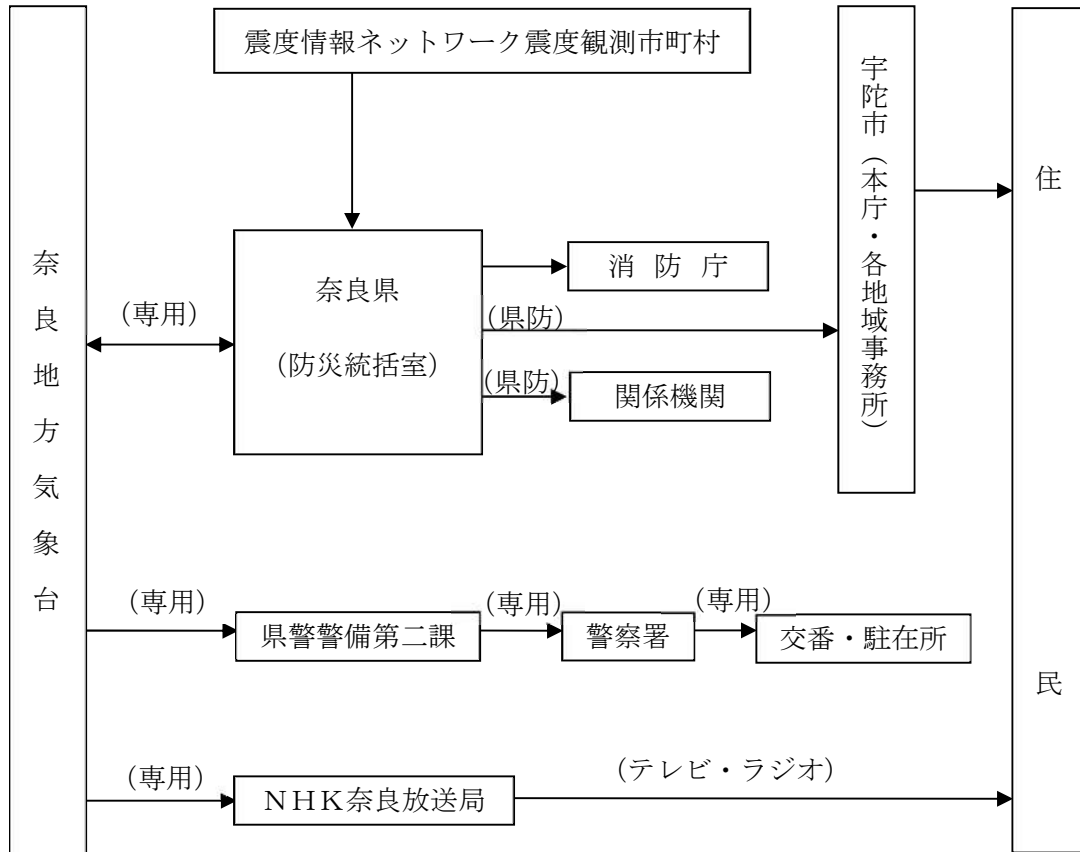 震度情報ネットワーク震度観測市町村
宇陀市（本庁・各地域事務所）
住民
奈良地方気象台
（専用）
奈良県
（防災統括室）
消 防 庁
（県防）
（県防）
関係機関
（専用）
県警警備第二課
（専用）
警察署
（専用）
交番・駐在所
（専用）
ＮＨＫ奈良放送局
（テレビ・ラジオ）